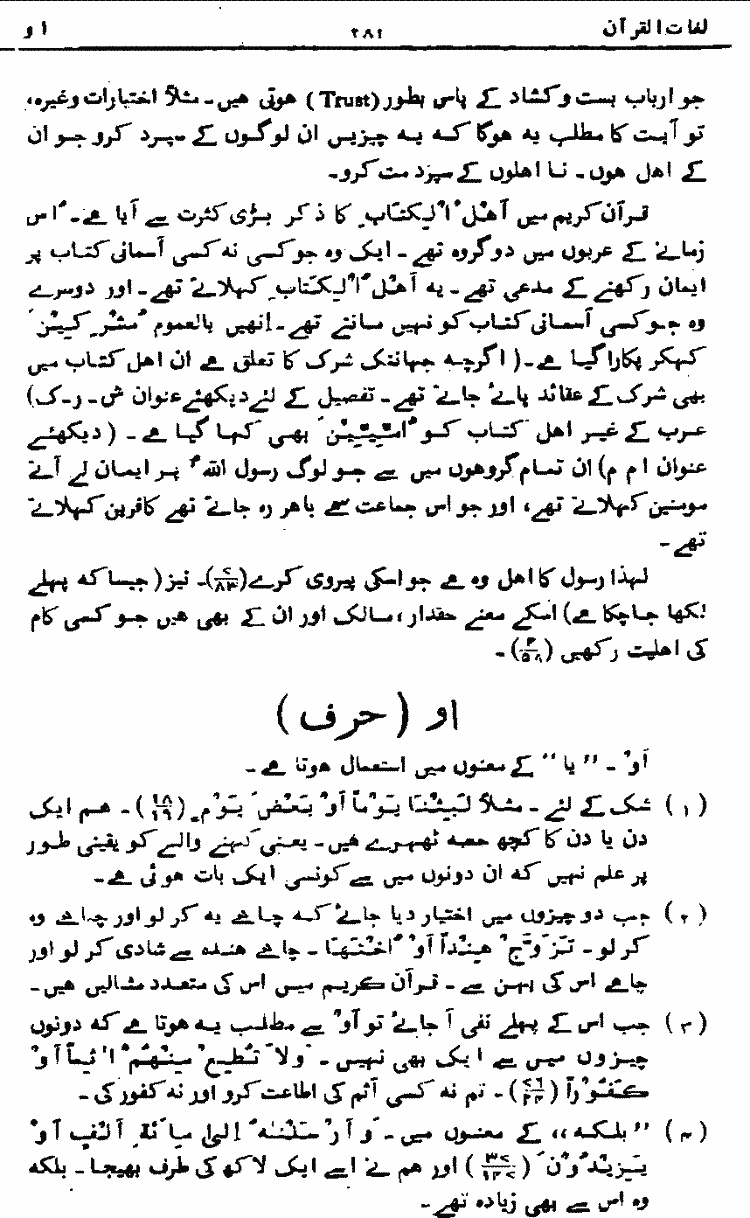 لغات القرآن ۲۸۱ ا و
جو ارباب بست و کشاد کے پاس بطور (Trust) ہوتی ہیں۔ مثلاً اختیارات وغیرہ،
تو آیت کا مطلب یہ ہوگا کہ یہ چیزیں ان لوگوں کے سپرد کرو جو ان
کے اہل ہوں۔ نا اہلوں کے سپرد مت کرو۔
قرآن کریم میں اَہْلُ الْکِتَابِ کا ذکر بڑی کثرت سے آیا ہے۔ اُس
زمانے کے عربوں میں دو گروہ تھے۔ ایک وہ جو کسی نہ کسی آسمانی کتاب پر
ایمان رکھنے کے مدعی تھے۔ یہ اَہْلُ الْکِتَابِ کہلاتے تھے۔ اور دوسرے
وہ جو کسی آسمانی کتاب کو نہیں مانتے تھے۔ اِنہیں بالعموم مُشْرِکِیْنَ
کہکر پکارا گیا ہے۔ (اگرچہ جہانتک شرک کا تعلق ہے ان اہل کتاب میں
بھی شرک کے عقائد پائے جاتے تھے۔ تفصیل کے لئے دیکھئے عنوان ش۔ ر۔ ک)
عرب کے غیر اہل کتاب کو اُمِّیِّیْنَ بھی کہا گیا ہے۔ (دیکھئے
عنوان ا م م) ان تمام گروہوں میں سے جو لوگ رسول اللہؐ پر ایمان لے آتے
مومنین کہلاتے تھے، اور جو اس جماعت سے باہر رہ جاتے تھے کافرین کہلاتے
تھے۔
لہذا رسول کا اہل وہ ہے جو اسکی پیروی کرے (۷/۸۳)۔ نیز (جیسا کہ پہلے
لکھا جاچکا ہے) اسکے معنے حقدار، مالک اور ان کے بھی ہیں جو کسی کام
کی اہلیت رکھیں (۴/۵۸)۔
او (حرف)
اَوْ۔ ”یا“ کے معنوں میں استعمال ہوتا ہے۔
(۱) شک کے لئے۔ مثلاً لَبِثْنَا یَوْماً اَوْ بَعْضَ یَوْمٍ (۱۸/۱۹)۔ ہم ایک
دن یا دن کا کچھ حصہ ٹھہرے ہیں۔ یعنی کہنے والے کو یقینی طور
پر علم نہیں کہ ان دونوں میں سے کونسی ایک بات ہوئی ہے۔
(۲) جب دو چیزوں میں اختیار دیا جائے کہ چاہے یہ کر لو اور چاہے وہ
کر لو۔ تَزَوَّجْ ہِنْداً اَوْ اُخْتَہَا۔ چاہے ہندہ سے شادی کر لو اور
چاہے اس کی بہن سے۔ قرآن کریم میں اس کی متعدد مثالیں ہیں۔
(۳) جب اس کے پہلے نفی آ جائے تو اَوْ سے مطلب یہ ہوتا ہے کہ دونوں
چیزوں میں سے ایک بھی نہیں۔ وَلَا تُطِعْ مِنْہُمْ اٰثِماً اَوْ
کَفُوْراً (۷۶/۲۴)۔ تم نہ کسی آثم کی اطاعت کرو اور نہ کفور کی۔
(۴) ”بلکہ“ کے معنوں میں۔ وَ اَرْسَلْنٰہُ اِلیٰ مِائَۃِ اَلْفٍ اَوْ
یَزِیْدُوْنَ (۳۷/۱۴۷) اور ہم نے اسے ایک لاکھ کی طرف بھیجا۔ بلکہ
وہ اس سے بھی زیادہ تھے۔